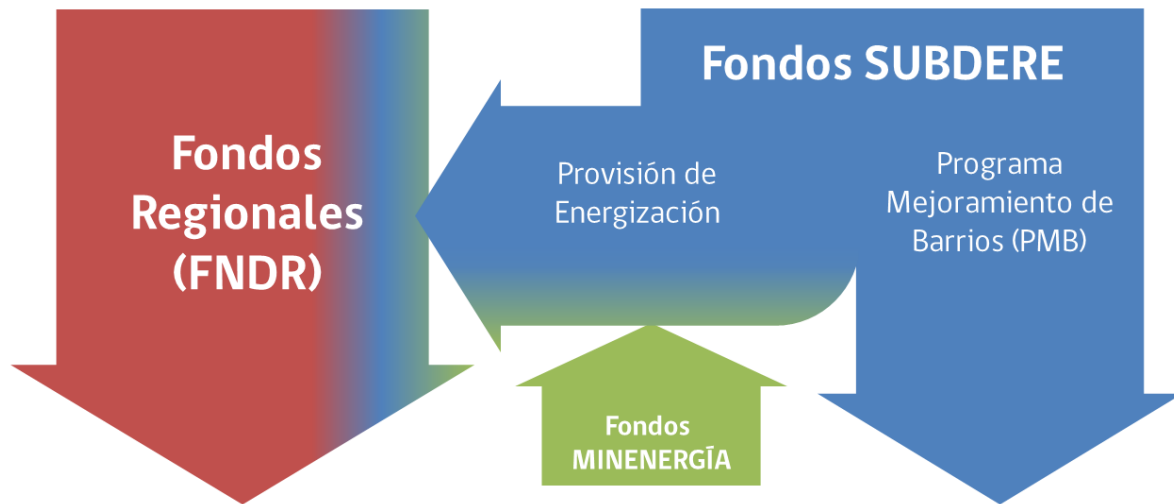 Fondos
Regionales
(FNDR)
Fondos SUBDERE
Provisión de
Energización
Programa
Mejoramiento de
Barrios (PMB)
Fondos
MINENERGÍA